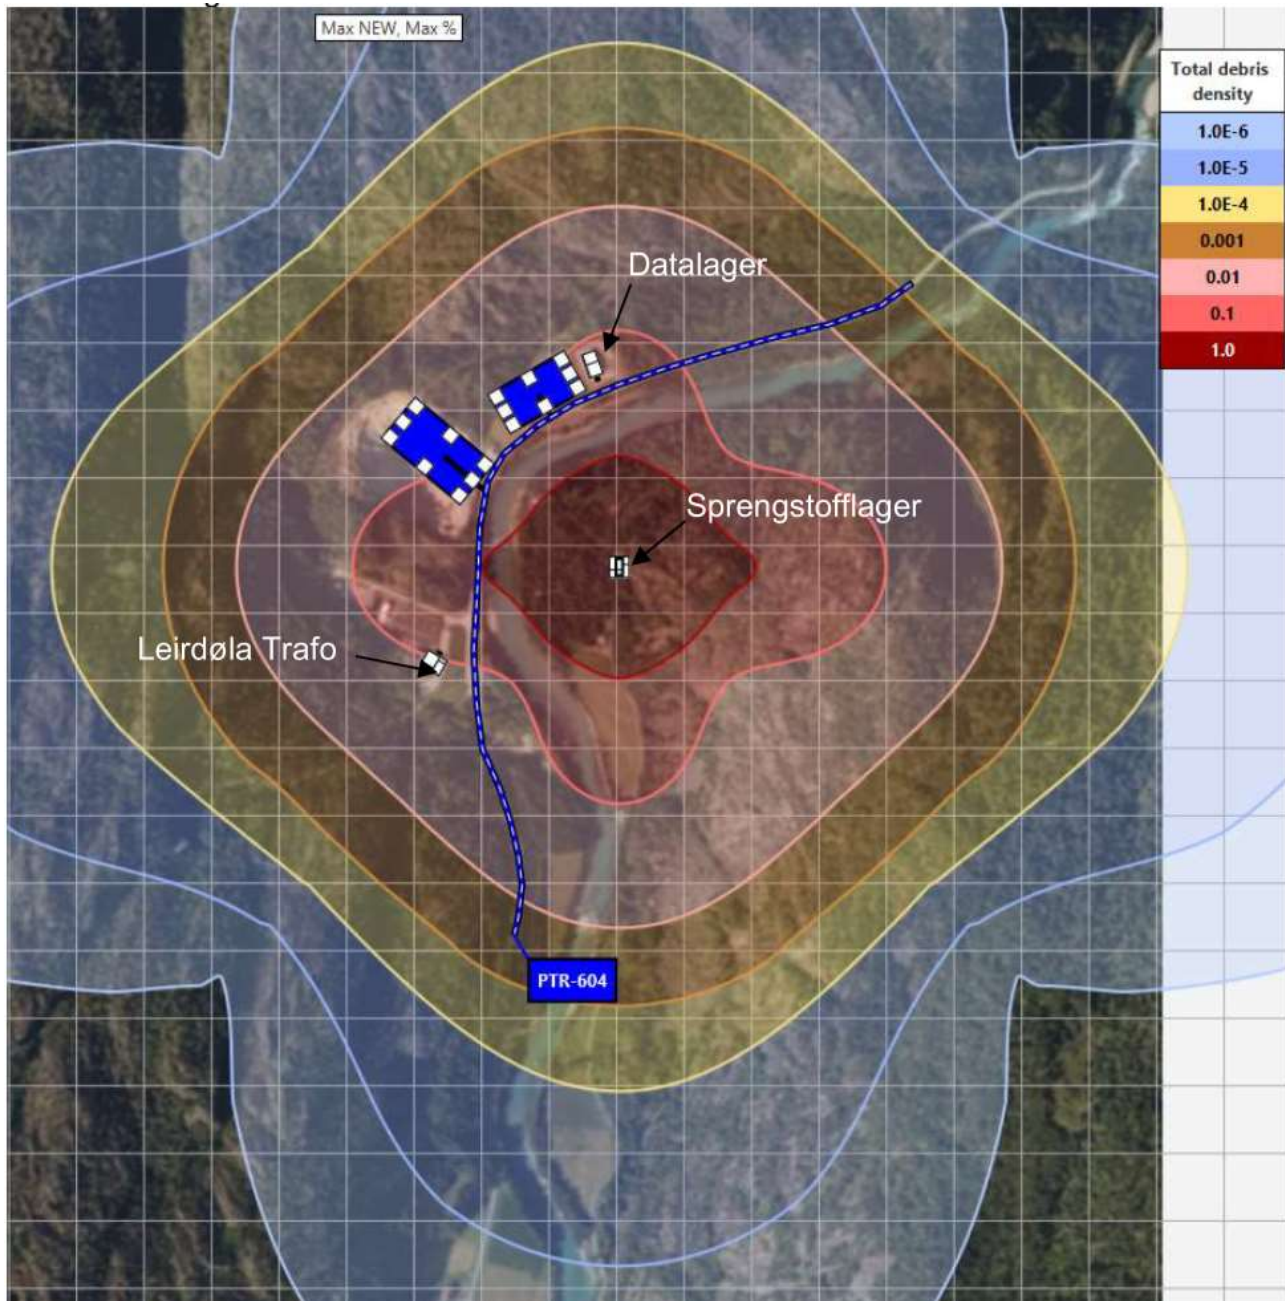 Max NEW, Max %
Total debris
density
1.0E-6
1.0E-5
1.0E-4
0.001
0.01
0.1
1.0
Datalager
Sprengstofflager
Leirdøla Trafo
PTR-604